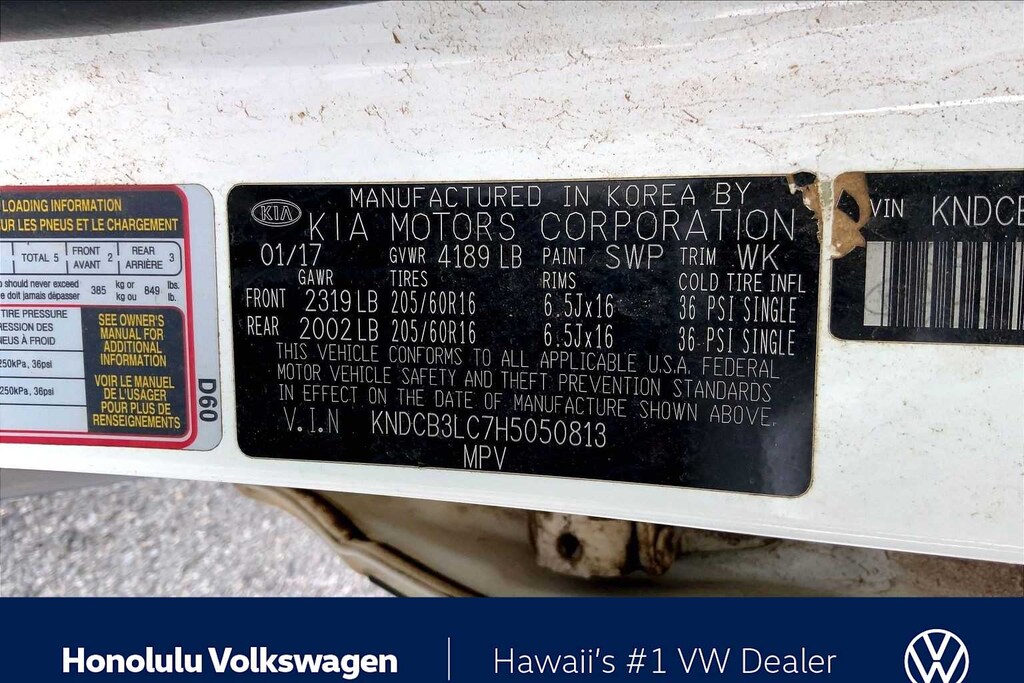 LOADING INFORMATION
UR LES PNEUS ET LE CHARGEMENT
TOTAL 5
FRONT
AVANT 2
REAR
ARRIÈRE 3
should never exceed
e doit jamais dépasser
385 kg or
kg ou 849 lbs.
lb.
TIRE PRESSURE
RESSION DES
NEUS À FROID
250kPa, 36psi
250kPa, 36psi
SEE OWNER'S
MANUAL FOR
ADDITIONAL
INFORMATION
VOIR LE MANUEL
DE L'USAGER
POUR PLUS DE
RENSEIGNEMENTS
D60
MANUFACTURED IN KOREA BY
KIA
KIA MOTORS CORPORATION
01/17 GVWR 4189 LB PAINT SWP TRIM WK
GAWR TIRES RIMS COLD TIRE INFL
FRONT 2319 LB 205/60R16 6.5Jx16 36 PSI SINGLE
REAR 2002 LB 205/60R16 6.5Jx16 36 PSI SINGLE
THIS VEHICLE CONFORMS TO ALL APPLICABLE U.S.A. FEDERAL
MOTOR VEHICLE SAFETY AND THEFT PREVENTION STANDARDS
IN EFFECT ON THE DATE OF MANUFACTURE SHOWN ABOVE.
V.I.N KNDCB3LC7H5050813
MPV
VIN KNDCB
Honolulu Volkswagen
Hawaii's #1 VW Dealer